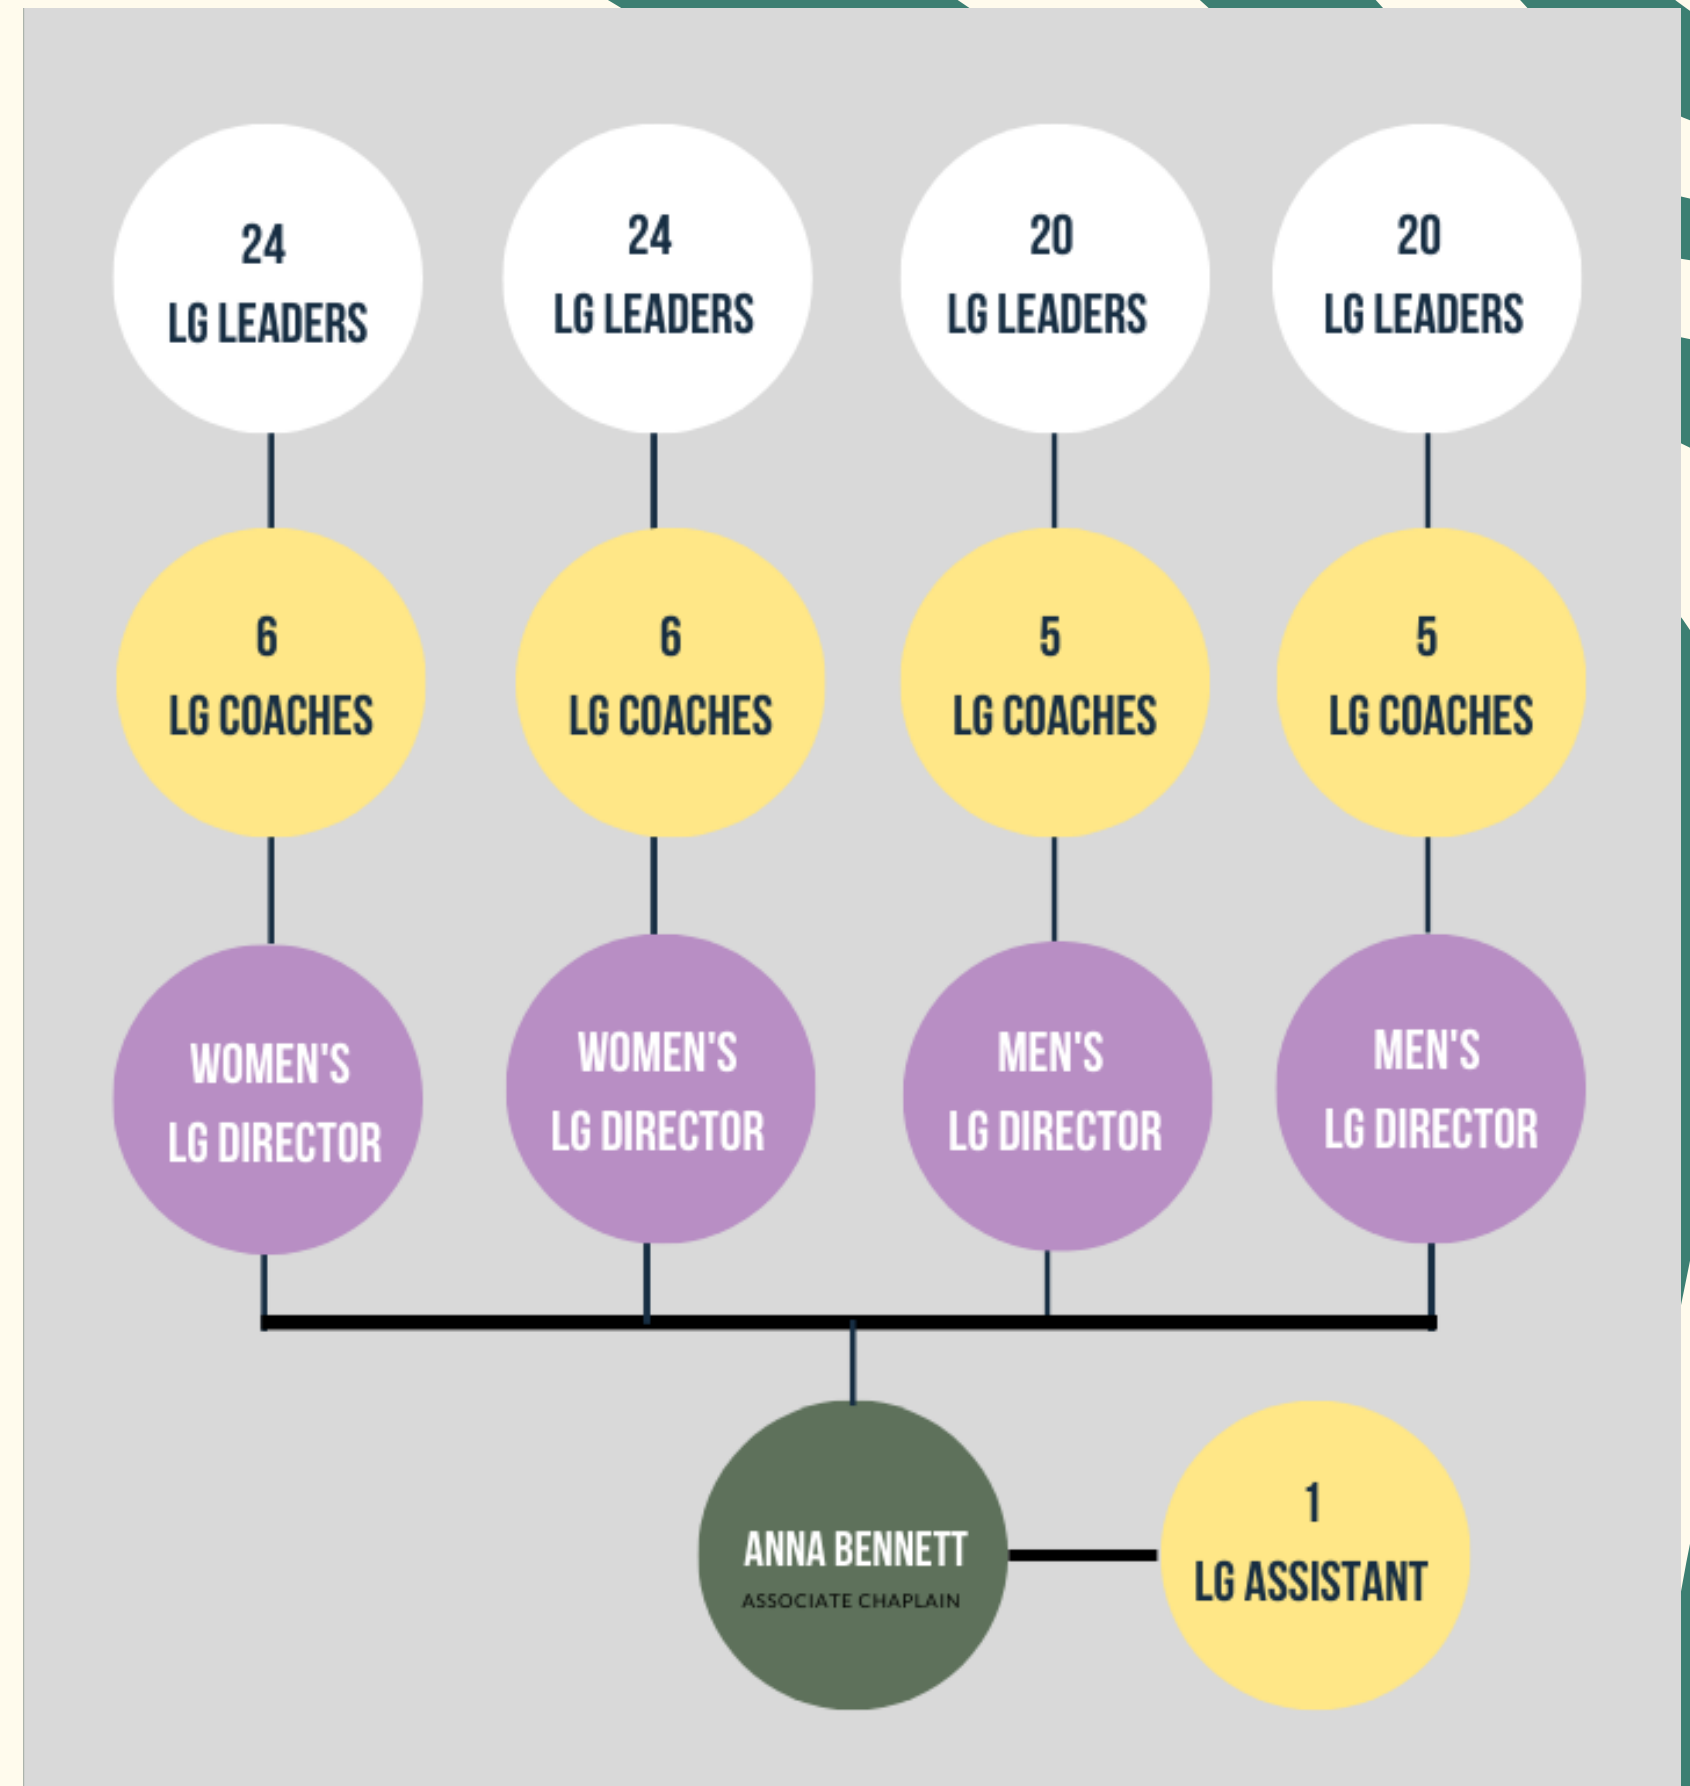 24
LG LEADERS
24
LG LEADERS
20
LG LEADERS
20
LG LEADERS
6
LG COACHES
6
LG COACHES
5
LG COACHES
5
LG COACHES
WOMEN'S
LG DIRECTOR
WOMEN'S
LG DIRECTOR
MEN'S
LG DIRECTOR
MEN'S
LG DIRECTOR
ANNA BENNETT
ASSOCIATE CHAPLAIN
1
LG ASSISTANT